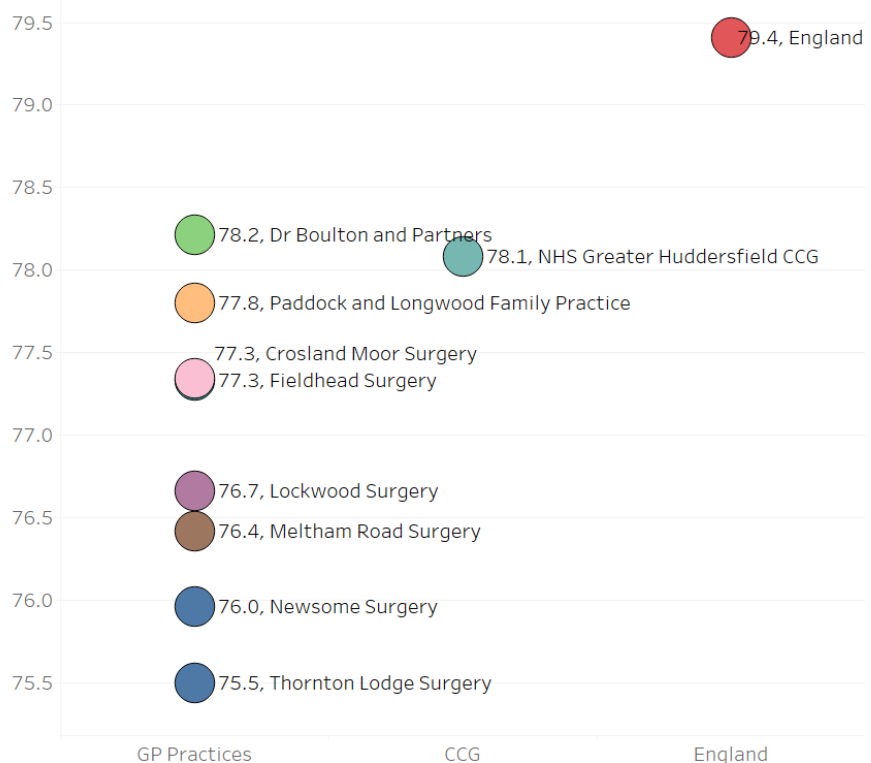 79.5
79.4, England
79.0
78.5
78.2, Dr Boulton and Partners
78.1, NHS Greater Huddersfield CCG
78.0
77.8, Paddock and Longwood Family Practice
77.5
77.3, Crosland Moor Surgery
77.3, Fieldhead Surgery
77.0
76.7, Lockwood Surgery
76.5
76.4, Meltham Road Surgery
76.0
76.0, Newsome Surgery
75.5
75.5, Thornton Lodge Surgery
GP Practices
CCG
England